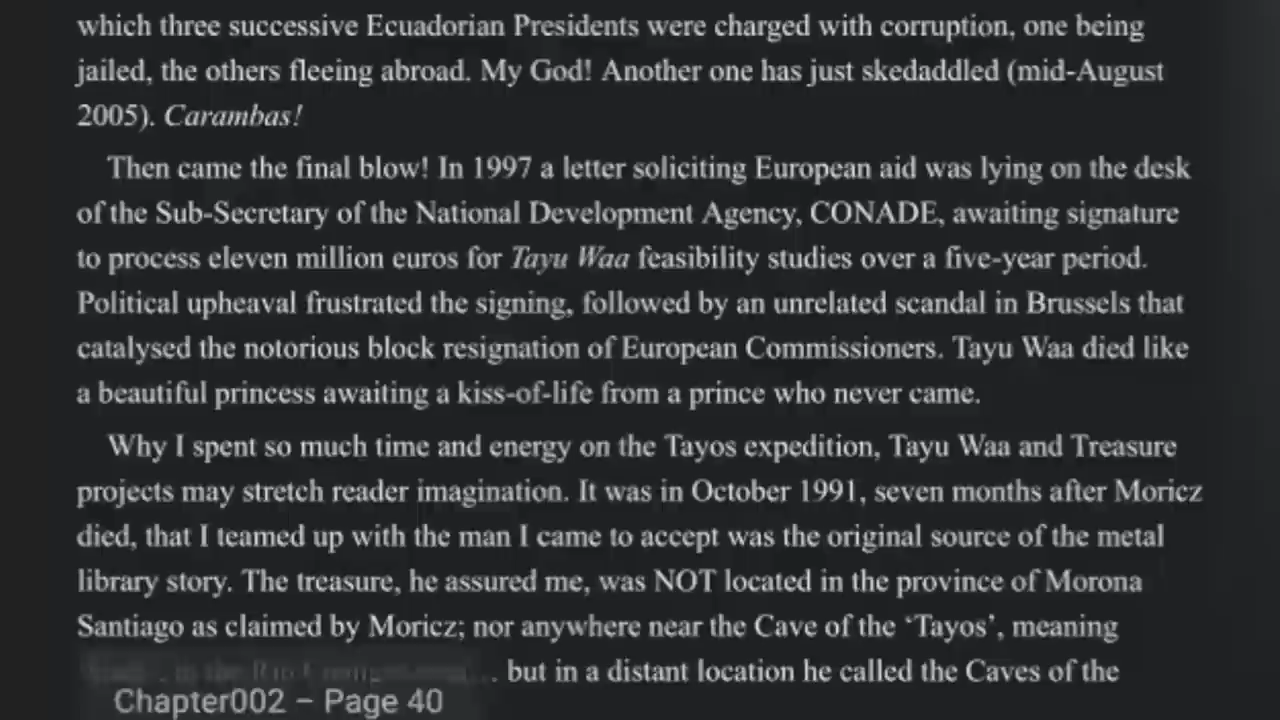 which three successive Ecuadorian Presidents were charged with corruption, one being
jailed, the others fleeing abroad. My God! Another one has just skedaddled (mid-August
2005). Carambas!
Then came the final blow! In 1997 a letter soliciting European aid was lying on the desk
of the Sub-Secretary of the National Development Agency, CONADE, awaiting signature
to process eleven million euros for Tayu Waa feasibility studies over a five-year period.
Political upheaval frustrated the signing, followed by an unrelated scandal in Brussels that
catalysed the notorious block resignation of European Commissioners. Tayu Waa died like
a beautiful princess awaiting a kiss-of-life from a prince who never came.
Why I spent so much time and energy on the Tayos expedition, Tayu Waa and Treasure
projects may stretch reader imagination. It was in October 1991, seven months after Moricz
died, that I teamed up with the man I came to accept was the original source of the metal
library story. The treasure, he assured me, was NOT located in the province of Morona
Santiago as claimed by Moricz; nor anywhere near the Cave of the ‘Tayos’, meaning
but in a distant location he called the Caves of the
Chapter002 – Page 40